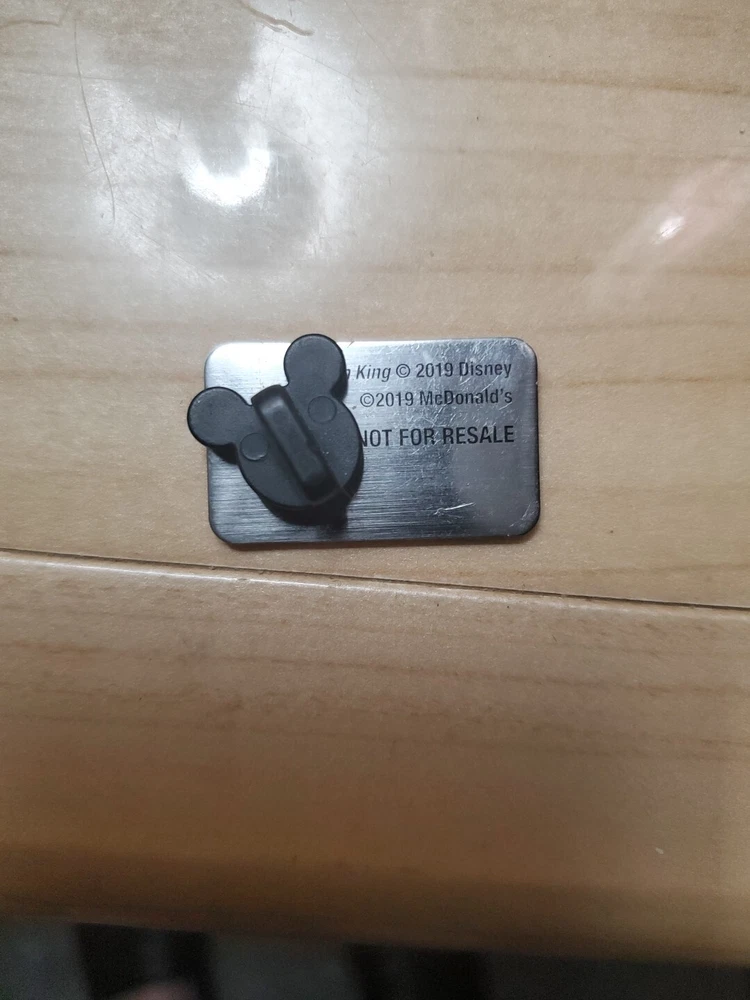 King © 2019 Disney
©2019 McDonald's
NOT FOR RESALE